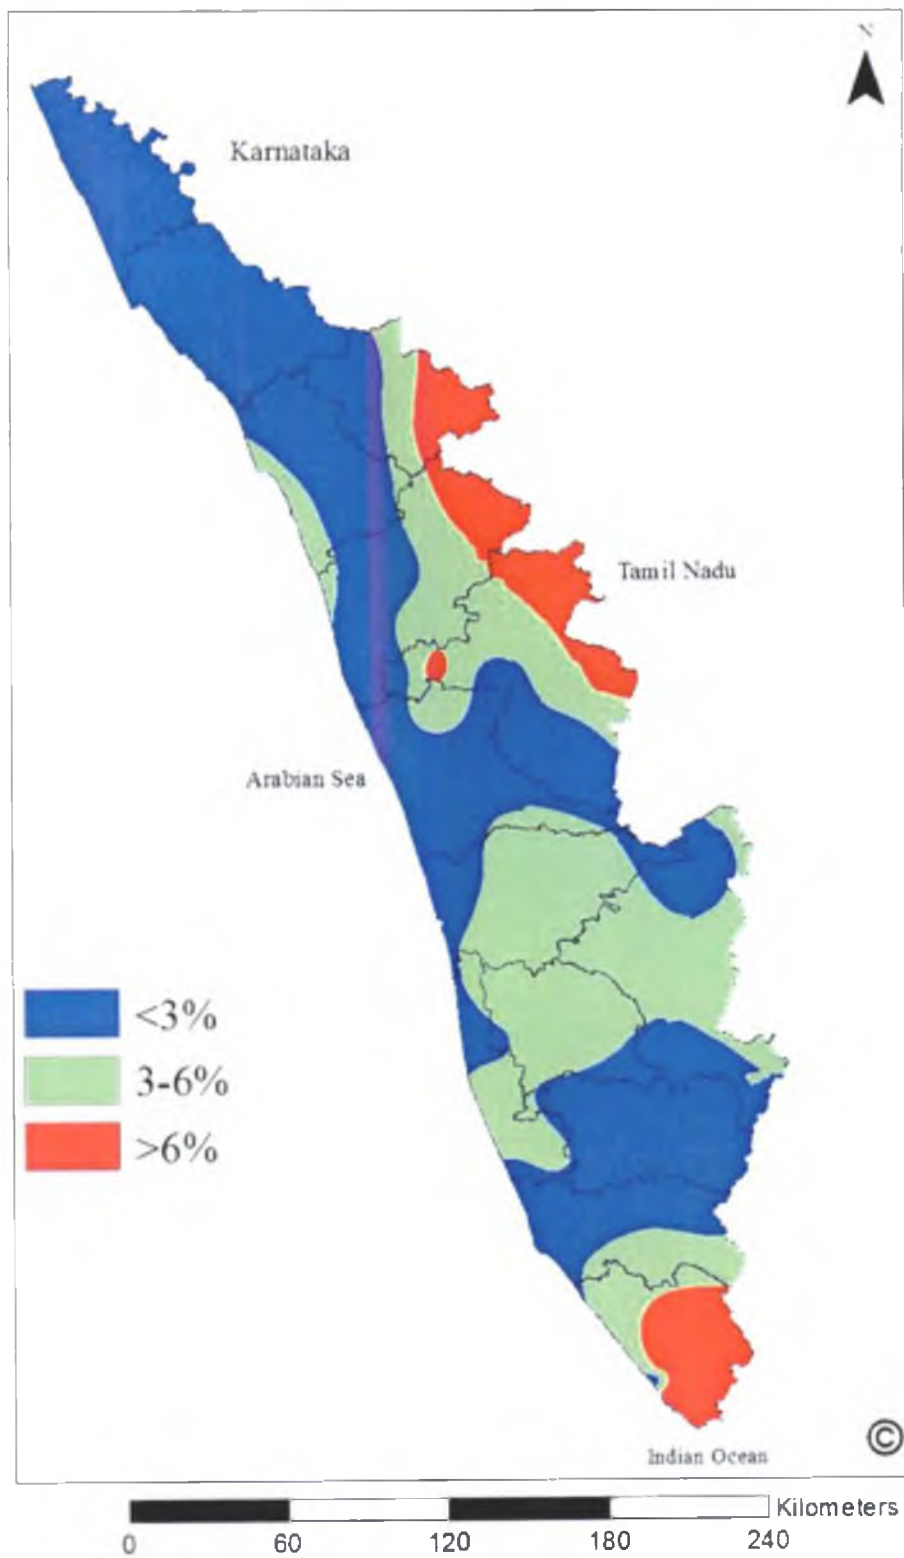 N
Karnataka
Tamil Nadu
Arabian Sea
<3%
3-6%
>6%
©
Indian Ocean
Kilometers
0 60 120 180 240